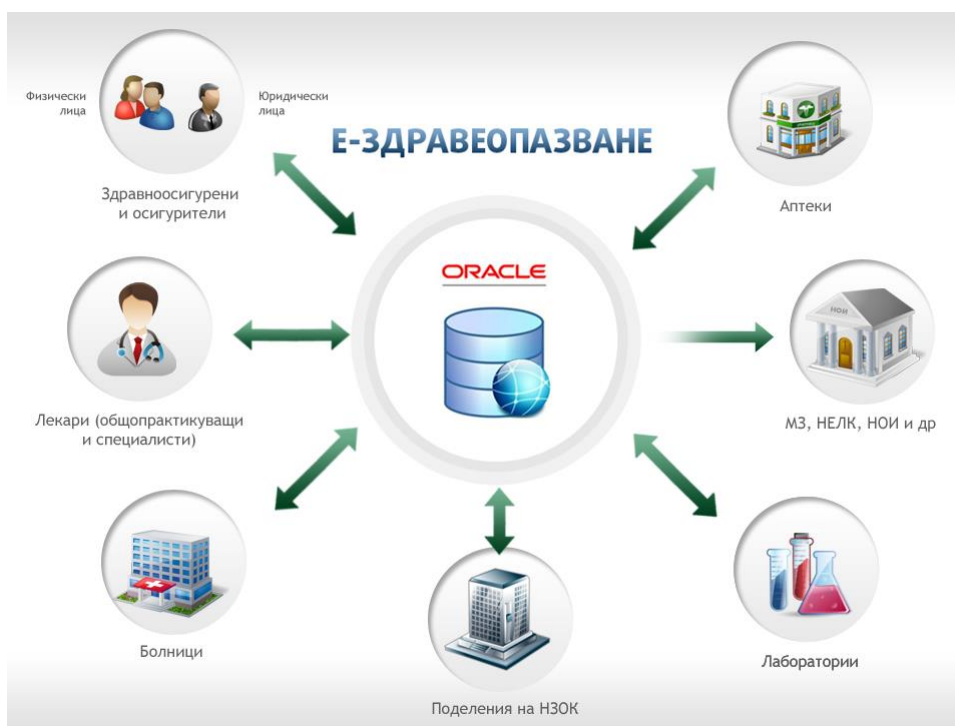 Физически
лица
Юридически
лица
Е-ЗДРАВЕОПАЗВАНЕ
Здравноосигурени
и осигурители
Аптеки
ORACLE
НОИ
Лекари (общопрактикуващи
и специалисти)
МЗ, НЕЛК, НОИ и др
Болници
Лаборатории
Поделения на НЗОК